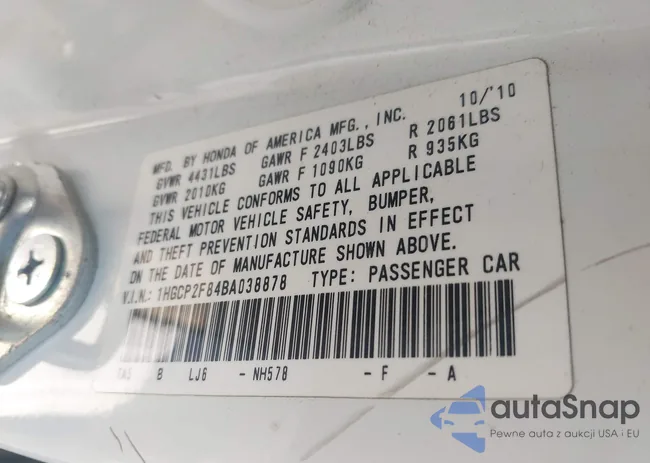 MFD. BY HONDA OF AMERICA MFG., INC. 10/'10
GVWR 4431LBS GAWR F 2403LBS R 2061LBS
GVWR 2010KG GAWR F 1090KG R 935KG
THIS VEHICLE CONFORMS TO ALL APPLICABLE
FEDERAL MOTOR VEHICLE SAFETY, BUMPER,
AND THEFT PREVENTION STANDARDS IN EFFECT
ON THE DATE OF MANUFACTURE SHOWN ABOVE.
V.I.N.: 1HGCP2F84BA038878 TYPE: PASSENGER CAR
TA5 B LJ6 - NH578 - F - A
autaSnap
Pewne auta z aukcji USA i EU